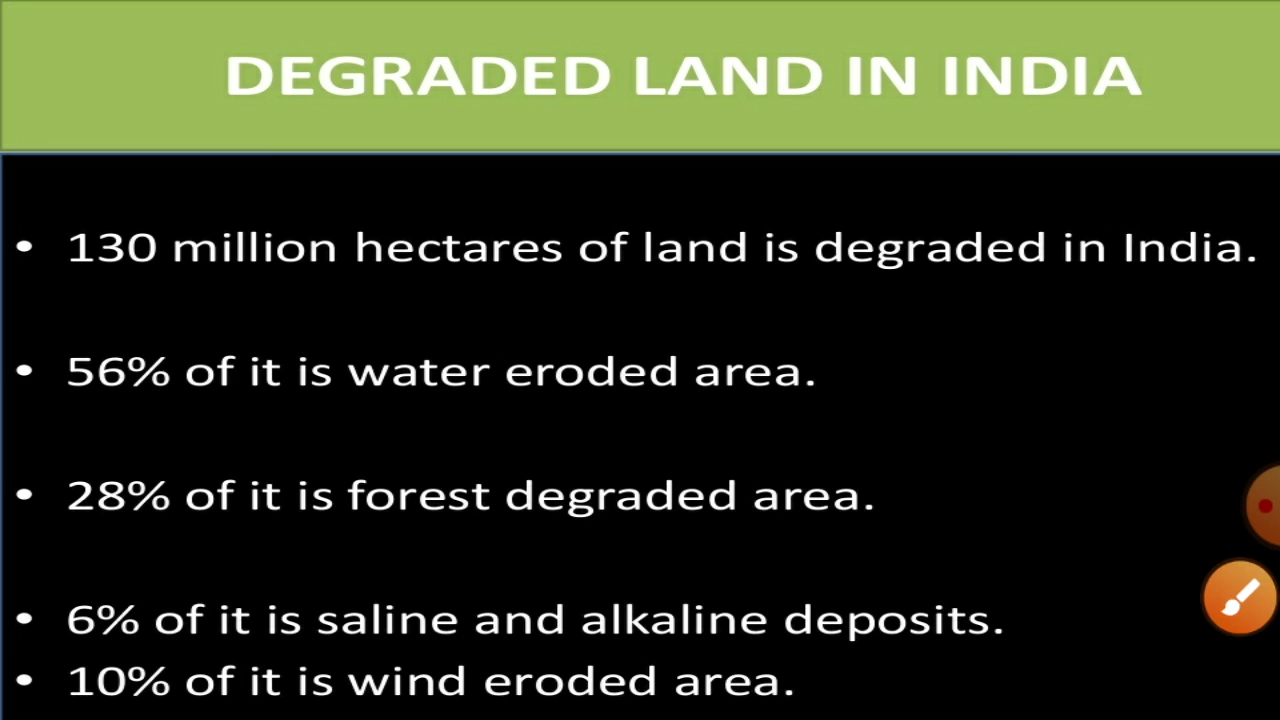 DEGRADED LAND IN INDIA
• 130 million hectares of land is degraded in India.
• 56% of it is water eroded area.
• 28% of it is forest degraded area.
• 6% of it is saline and alkaline deposits.
• 10% of it is wind eroded area.